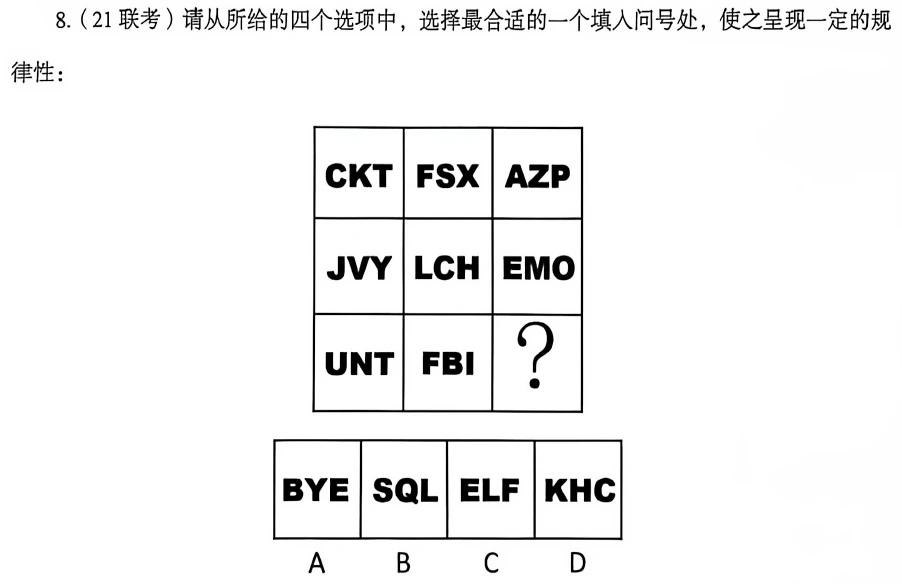 8.（21 联考）请从所给的四个选项中，选择最合适的一个填入问号处，使之呈现一定的规
律性：
CKT FSX AZP
JVY LCH EMO
UNT FBI ?
BYE SQL ELF KHC
A B C D